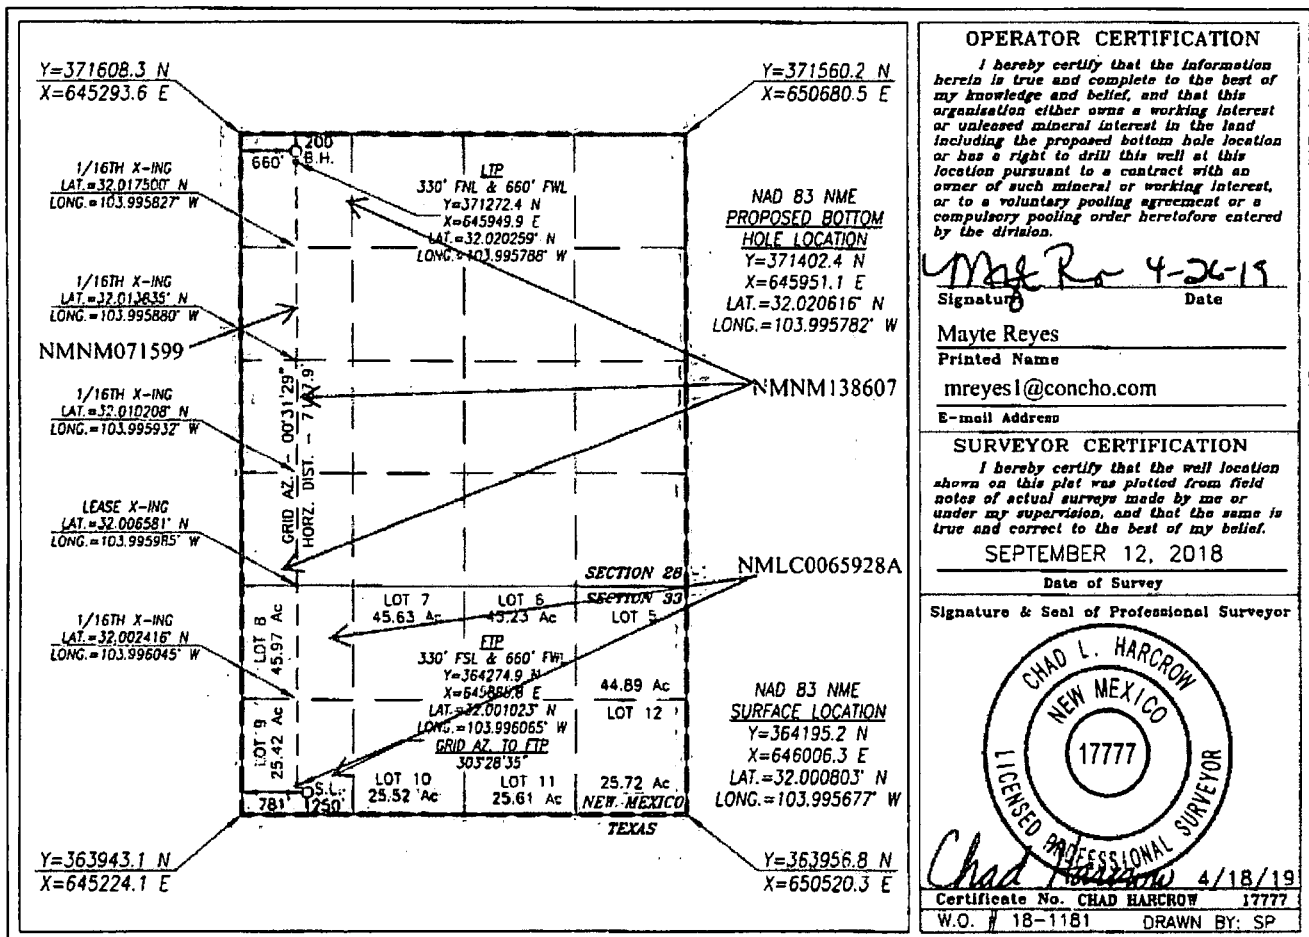 Y=371608.3 N
X=645293.6 E
Y=371560.2 N
X=650680.5 E
200
B.H.
660'
1/16TH X-ING
LAT.=32.017500° N
LONG.=103.995827° W
LTP
330' FNL & 660' FWL
Y=371272.4 N
X=645949.9 E
LAT.=32.020259° N
LONG.=103.995788° W
NAD 83 NME
PROPOSED BOTTOM
HOLE LOCATION
Y=371402.4 N
X=645951.1 E
LAT.=32.020616° N
LONG.=103.995782° W
1/16TH X-ING
LAT.=32.013835° N
LONG.=103.995880° W
NMNM071599
NMNM138607
1/16TH X-ING
LAT.=32.010208° N
LONG.=103.995932° W
GRID AZ. - 00°31'29"
HORZ. DIST. -
LEASE X-ING
LAT.=32.006581° N
LONG.=103.995985° W
NMLC0065928A
SECTION 28
SECTION 33
LOT 8
45.97 Ac
LOT 7
45.63 Ac
LOT 6
45.23 Ac
LOT 5
44.89 Ac
1/16TH X-ING
LAT.=32.002416° N
LONG.=103.996045° W
FTP
330' FSL & 660' FWL
Y=364274.9 N
LAT.=32.001023° N
LONG.=103.996065° W
GRID AZ. TO FTP
303°28'35"
LOT 9
25.42 Ac
LOT 10
25.52 Ac
LOT 11
25.61 Ac
LOT 12
25.72 Ac
NEW MEXICO
TEXAS
S.L.
250'
781'
NAD 83 NME
SURFACE LOCATION
Y=364195.2 N
X=646006.3 E
LAT.=32.000803° N
LONG.=103.995677° W
Y=363943.1 N
X=645224.1 E
Y=363956.8 N
X=650520.3 E
OPERATOR CERTIFICATION
I hereby certify that the information
herein is true and complete to the best of
my knowledge and belief, and that this
organisation either owns a working interest
or unleased mineral interest in the land
including the proposed bottom hole location
or has a right to drill this well at this
location pursuant to a contract with an
owner of such mineral or working interest,
or to a voluntary pooling agreement or a
compulsory pooling order heretofore entered
by the division.
4-26-19
Signature Date
Mayte Reyes
Printed Name
mreyes1@concho.com
E-mail Address
SURVEYOR CERTIFICATION
I hereby certify that the well location
shown on this plat was plotted from field
notes of actual surveys made by me or
under my supervision, and that the same is
true and correct to the best of my belief.
SEPTEMBER 12, 2018
Date of Survey
Signature & Seal of Professional Surveyor
CHAD L. HARCROW
NEW MEXICO
17777
LICENSED PROFESSIONAL SURVEYOR
Chad Harcrow 4/18/19
Certificate No. CHAD HARCROW 17777
W.O. # 18-1181 DRAWN BY: SP